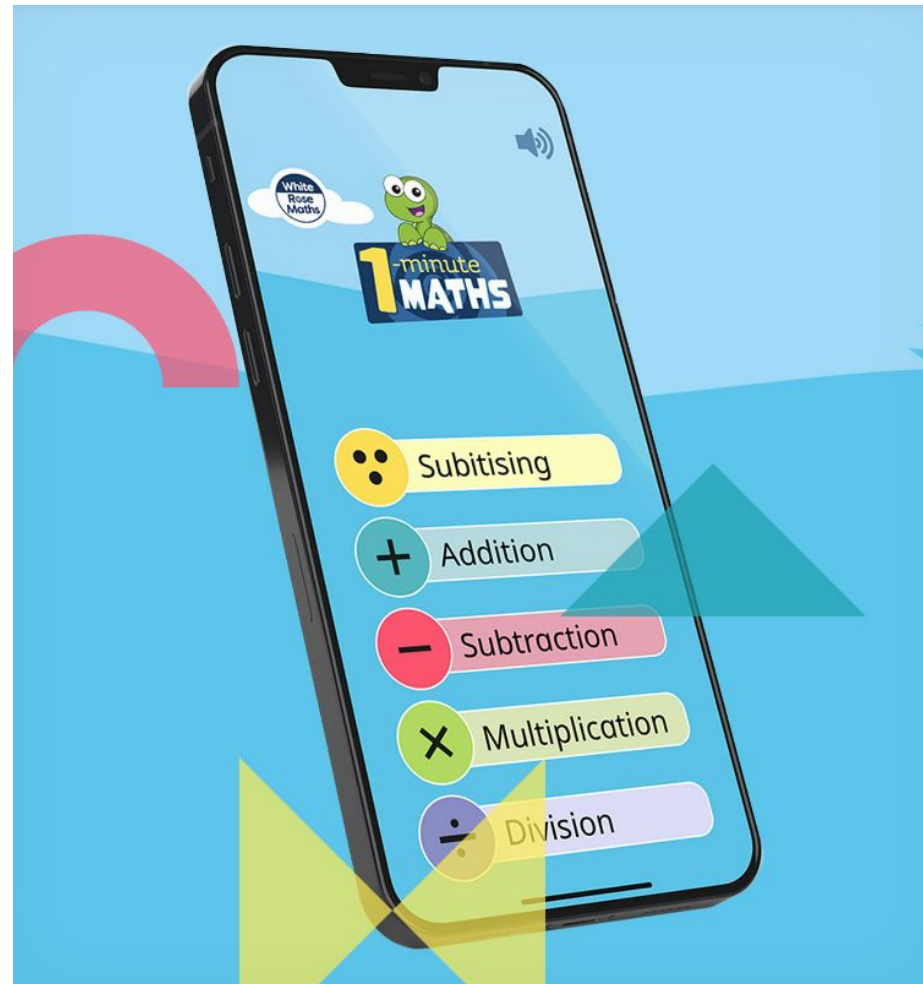 White
Rose
Maths
1-minute
MATHS
Subitising
+ Addition
− Subtraction
× Multiplication
÷ Division